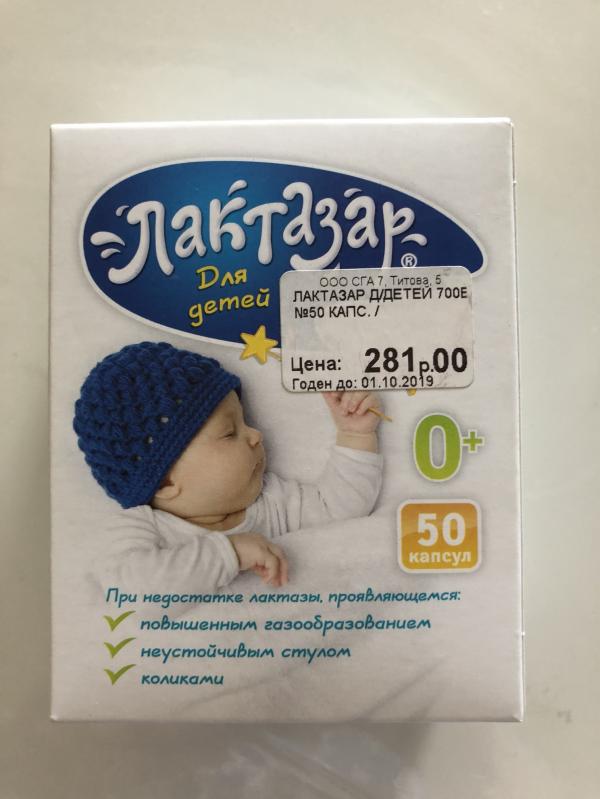 Лактазар®
Для
детей
ООО СГА 7, Титова, 5
ЛАКТАЗАР Д/ДЕТЕЙ 700Е
№50 КАПС. /
Цена: 281р.00
Годен до: 01.10.2019
0+
50
капсул
При недостатке лактазы, проявляющемся:
повышенным газообразованием
неустойчивым стулом
коликами